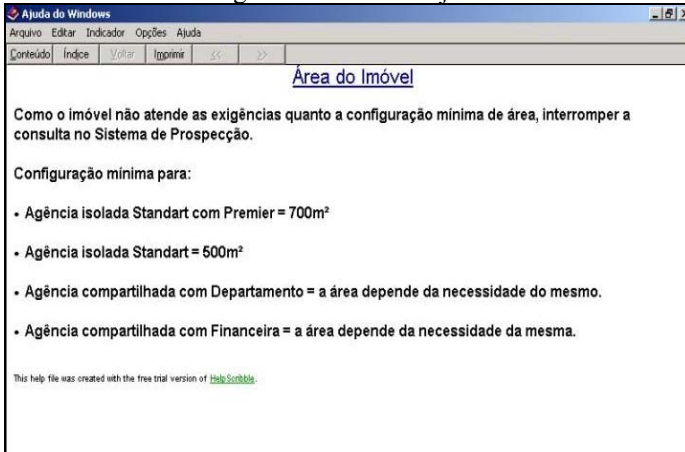 Ajuda do Windows
Arquivo Editar Indicador Opções Ajuda
Conteúdo Índice Voltar Imprimir << >>
Área do Imóvel
Como o imóvel não atende as exigências quanto a configuração mínima de área, interromper a
consulta no Sistema de Prospecção.
Configuração mínima para:
• Agência isolada Standart com Premier = 700m²
• Agência isolada Standart = 500m²
• Agência compartilhada com Departamento = a área depende da necessidade do mesmo.
• Agência compartilhada com Financeira = a área depende da necessidade da mesma.
This help file was created with the free trial version of HelpScribble.